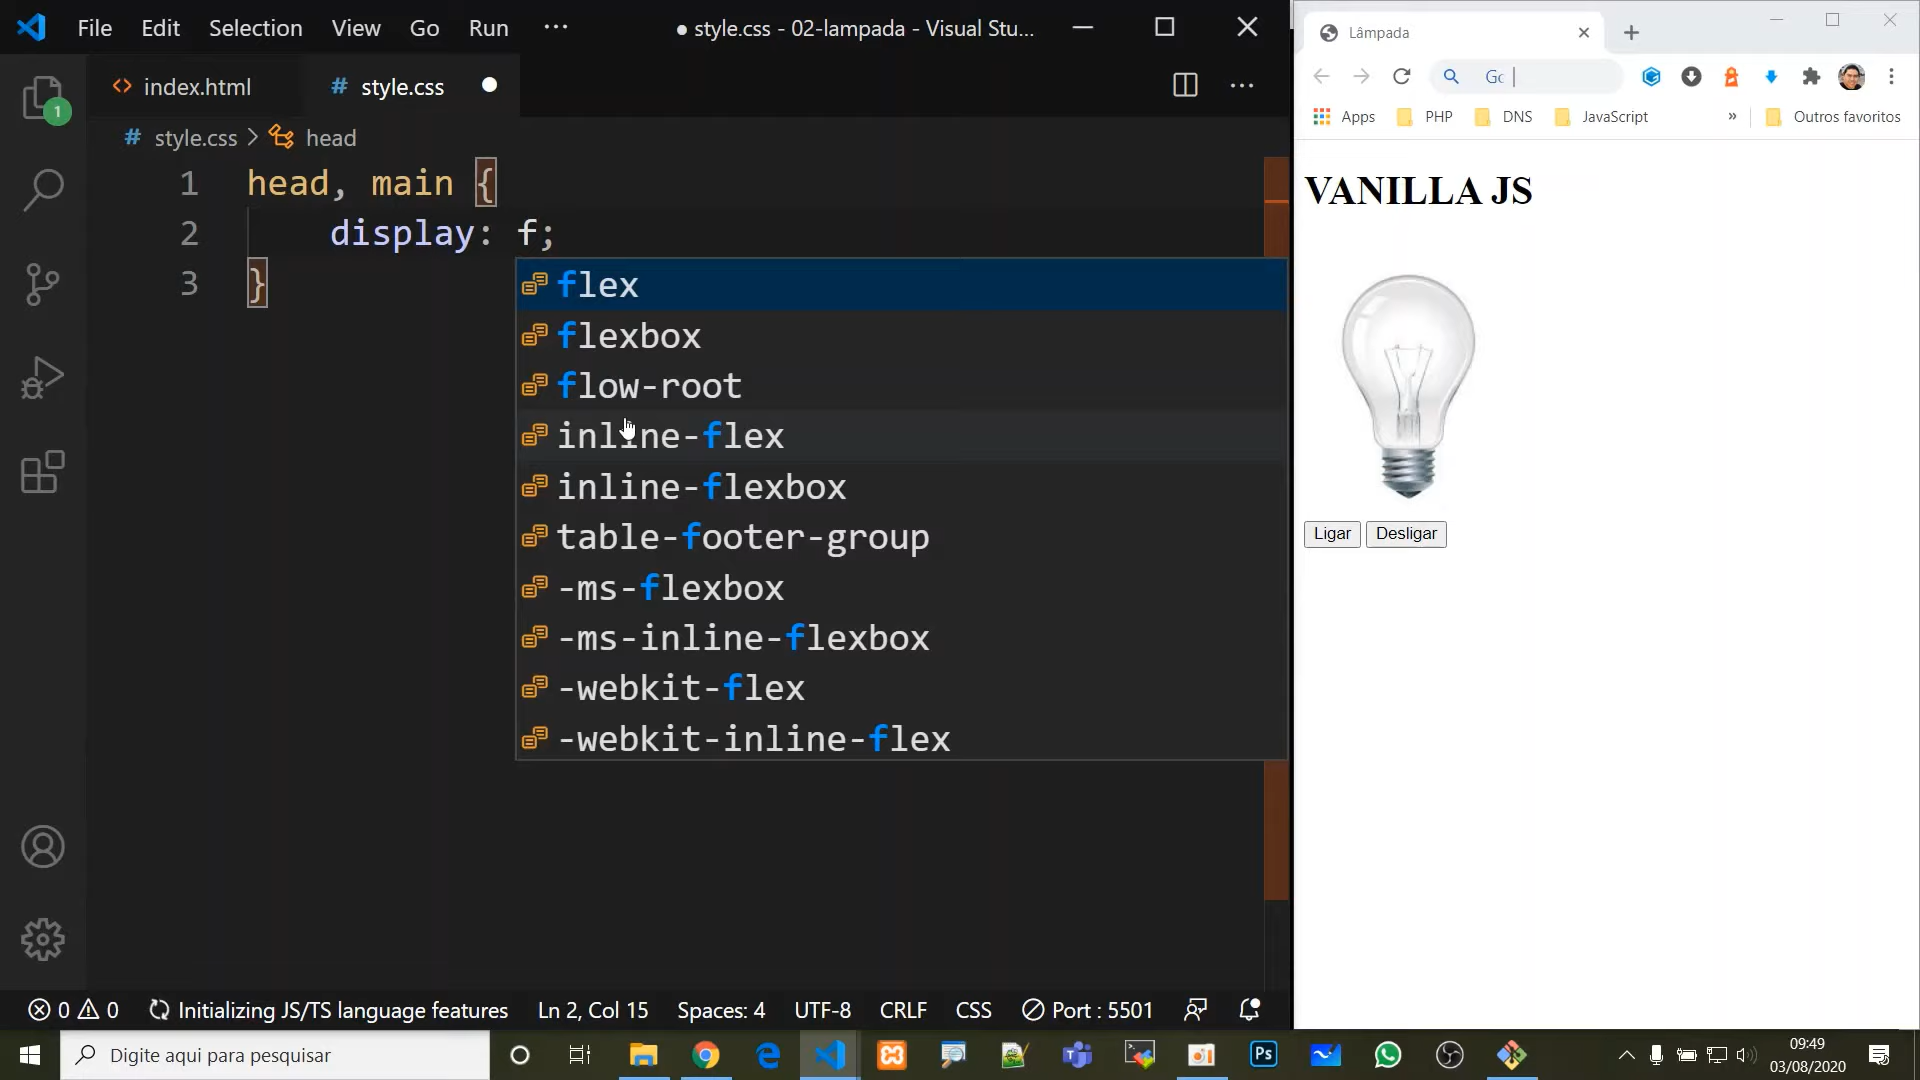 File Edit Selection View Go Run ···
● style.css - 02-lampada - Visual Stu...
index.html
# style.css
# style.css > head
1 head, main {
2 display: f;
3 }
flex
flexbox
flow-root
inline-flex
inline-flexbox
table-footer-group
-ms-flexbox
-ms-inline-flexbox
-webkit-flex
-webkit-inline-flex
1
0 0 Initializing JS/TS language features Ln 2, Col 15 Spaces: 4 UTF-8 CRLF CSS Port : 5501
Lâmpada
Gc
Apps PHP DNS JavaScript » Outros favoritos
VANILLA JS
Ligar Desligar
Digite aqui para pesquisar
Ps
09:49
03/08/2020